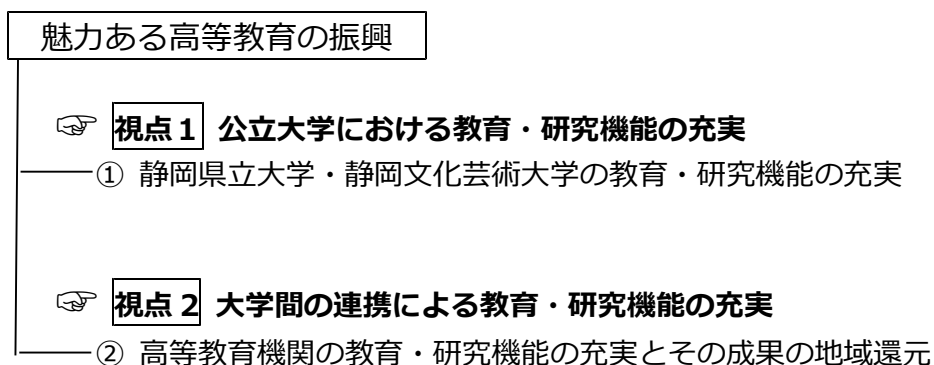 魅力ある高等教育の振興
☞ 視点1 公立大学における教育・研究機能の充実
① 静岡県立大学・静岡文化芸術大学の教育・研究機能の充実
☞ 視点2 大学間の連携による教育・研究機能の充実
② 高等教育機関の教育・研究機能の充実とその成果の地域還元